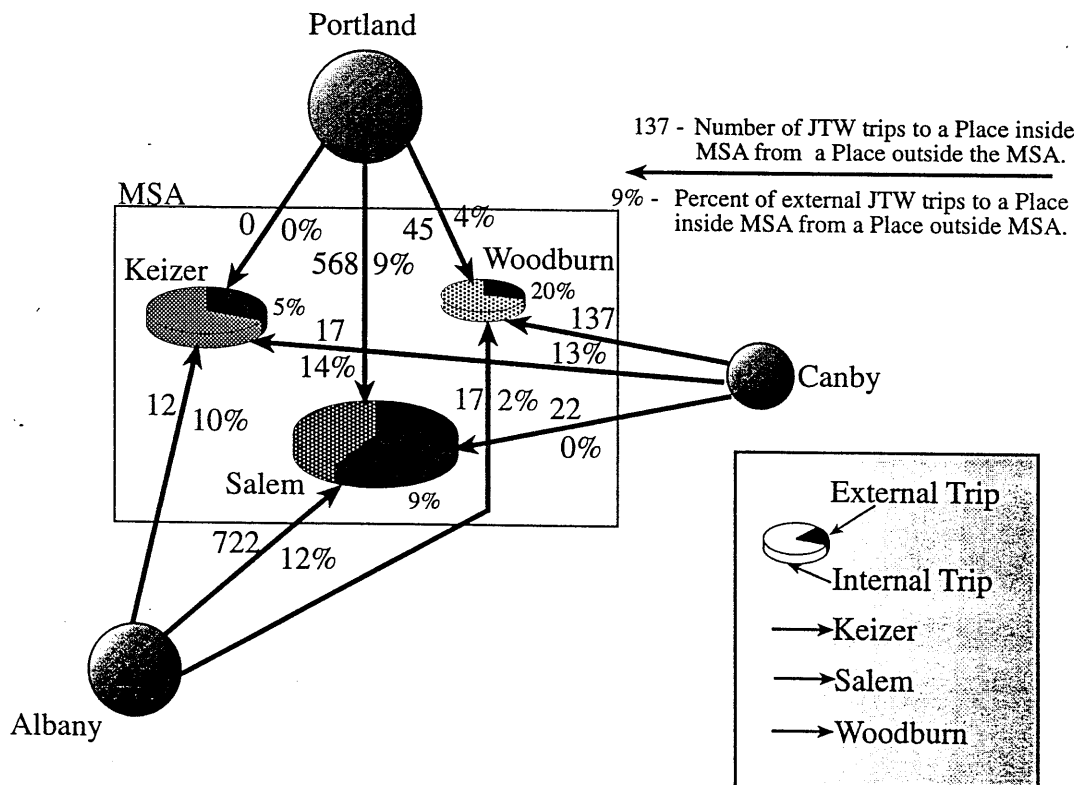 Portland
137 - Number of JTW trips to a Place inside
MSA from a Place outside the MSA.
9% - Percent of external JTW trips to a Place
inside MSA from a Place outside MSA.
MSA
0 0%
45 4%
568 9%
Keizer
5%
Woodburn
20%
17
14%
137
13%
Canby
12 10%
17 2%
22
0%
Salem
9%
722
12%
Albany
External Trip
Internal Trip
Keizer
Salem
Woodburn